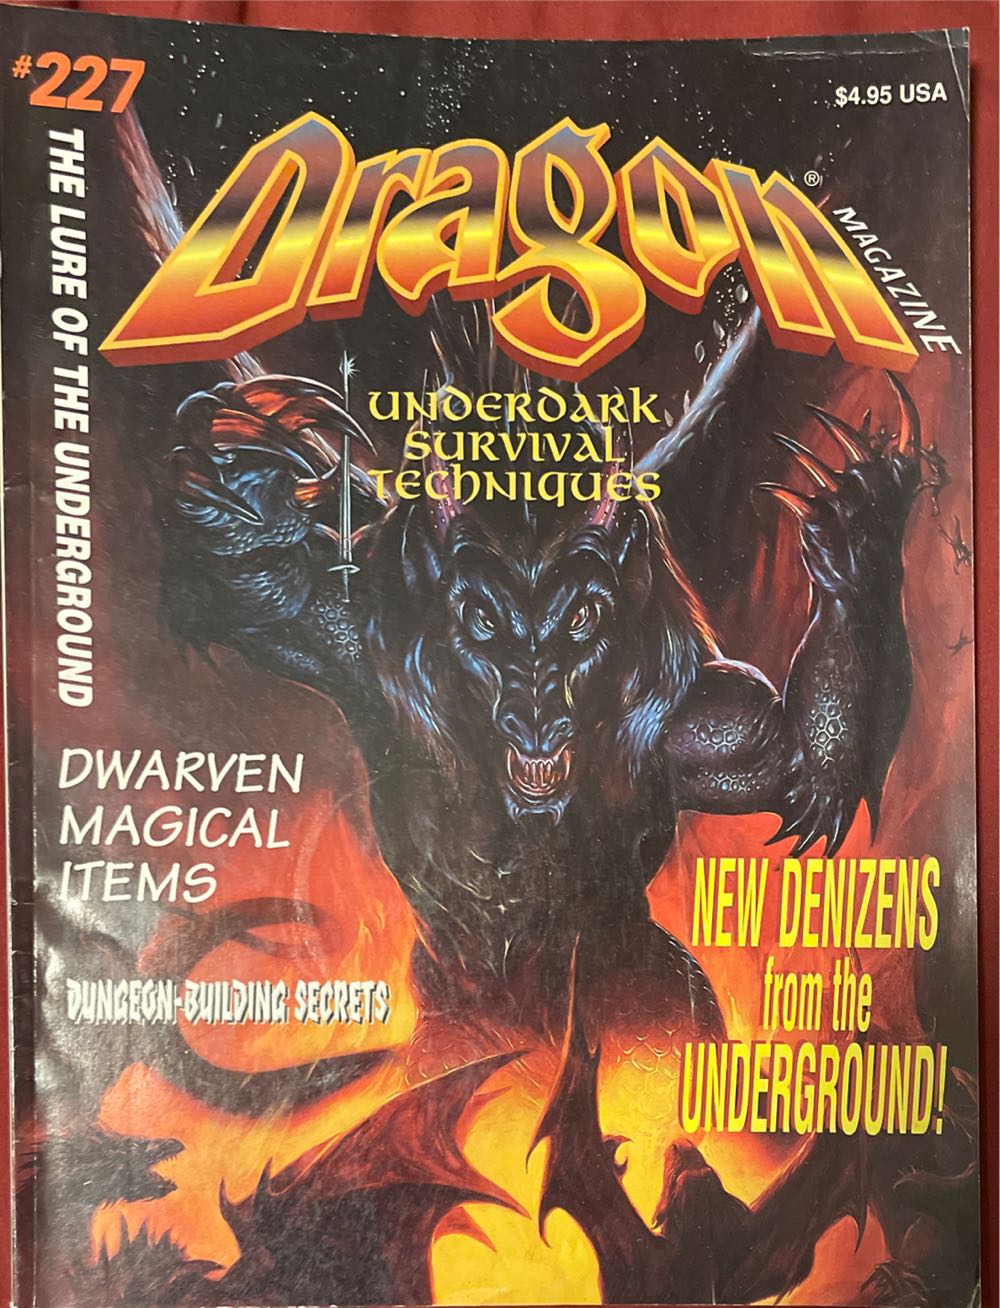 #227
$4.95 USA
Dragon®
MAGAZINE
THE LURE OF THE UNDERGROUND
UNDERDARK
SURVIVAL
TECHNIQUES
DWARVEN
MAGICAL
ITEMS
DUNGEON-BUILDING SECRETS
NEW DENIZENS
from the
UNDERGROUND!